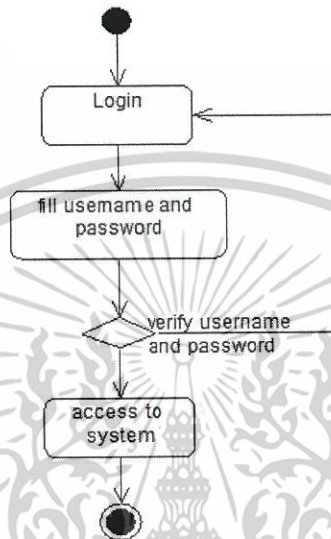 Login
fill username and
password
verify username
and password
access to
system